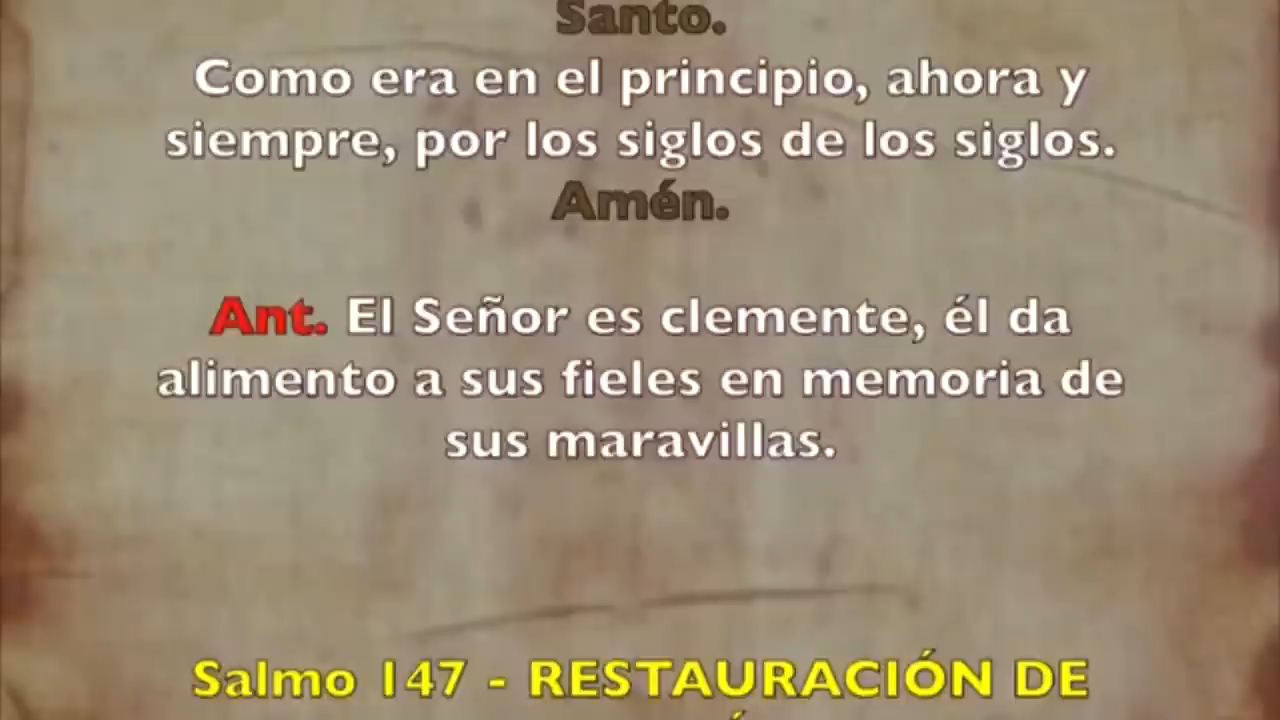 Santo.
Como era en el principio, ahora y
siempre, por los siglos de los siglos.
Amén.
Ant. El Señor es clemente, él da
alimento a sus fieles en memoria de
sus maravillas.
Salmo 147 - RESTAURACIÓN DE